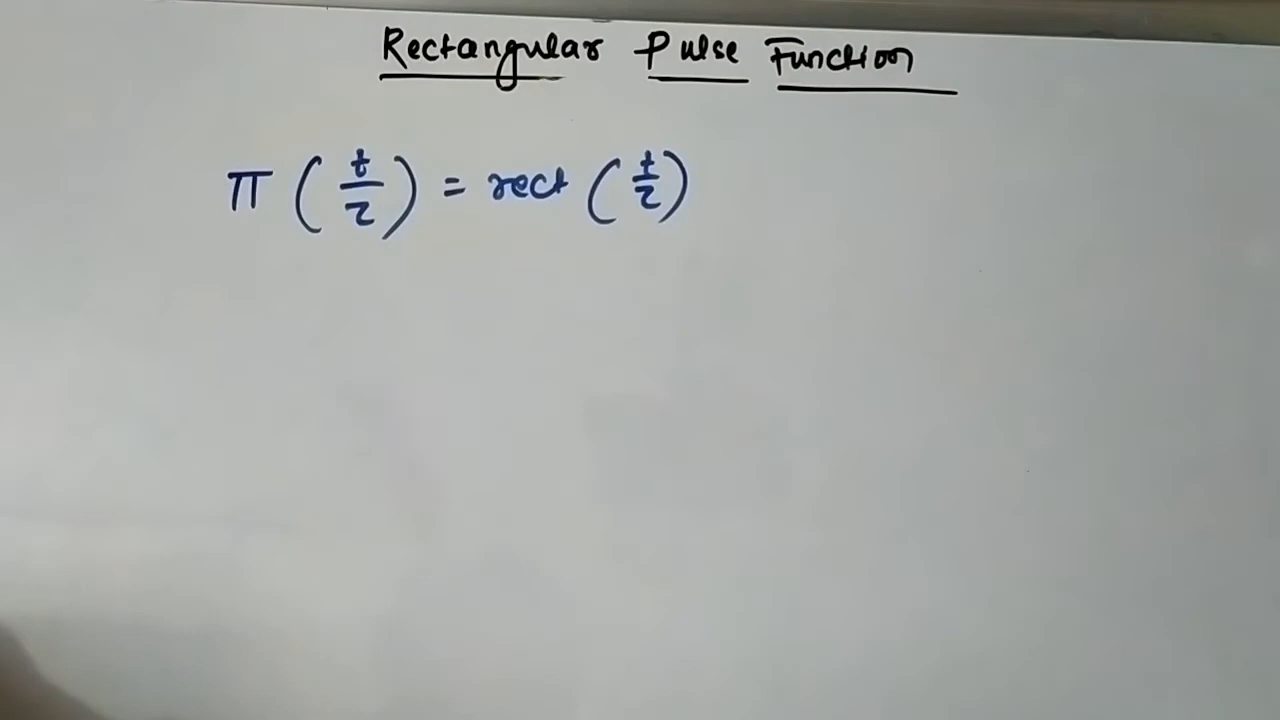 Rectangular Pulse Function
π (t/τ) = rect (t/τ)